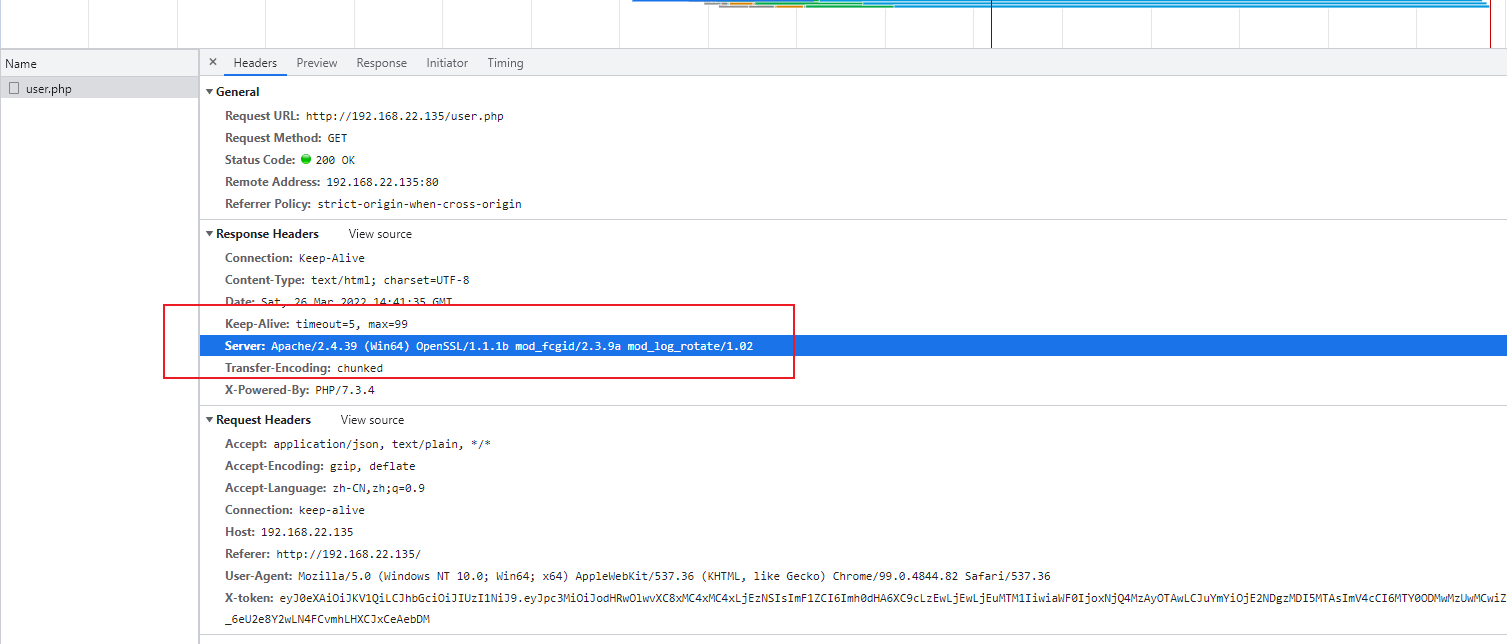 Name
user.php
× Headers Preview Response Initiator Timing
General
Request URL: http://192.168.22.135/user.php
Request Method: GET
Status Code: 200 OK
Remote Address: 192.168.22.135:80
Referrer Policy: strict-origin-when-cross-origin
Response Headers View source
Connection: Keep-Alive
Content-Type: text/html; charset=UTF-8
Date: Sat, 26 Mar 2022 14:41:35 GMT
Keep-Alive: timeout=5, max=99
Server: Apache/2.4.39 (Win64) OpenSSL/1.1.1b mod_fcgid/2.3.9a mod_log_rotate/1.02
Transfer-Encoding: chunked
X-Powered-By: PHP/7.3.4
Request Headers View source
Accept: application/json, text/plain, */*
Accept-Encoding: gzip, deflate
Accept-Language: zh-CN,zh;q=0.9
Connection: keep-alive
Host: 192.168.22.135
Referer: http://192.168.22.135/
User-Agent: Mozilla/5.0 (Windows NT 10.0; Win64; x64) AppleWebKit/537.36 (KHTML, like Gecko) Chrome/99.0.4844.82 Safari/537.36
X-token:
_6eU2e8Y2wLN4FCvmhLHXCJxCeAebDM